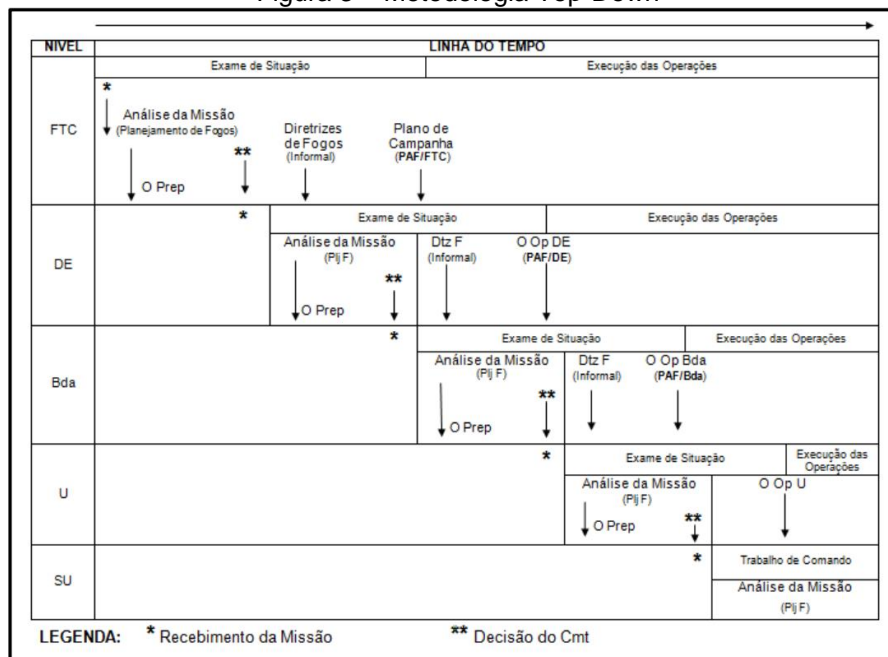 Figura 3 – Metodologia Top-Down
NIVEL
LINHA DO TEMPO
FTC
Exame de Situação
Execução das Operações
*
Análise da Missão
(Planejamento de Fogos)
**
O Prep
Diretrizes
de Fogos
(Informal)
Plano de
Campanha
(PAF/FTC)
DE
*
Exame de Situação
Execução das Operações
Análise da Missão
(Plj F)
**
O Prep
Dtz F
(Informal)
O Op DE
(PAF/DE)
Bda
*
Exame de Situação
Execução das Operações
Análise da Missão
(Plj F)
**
O Prep
Dtz F
(Informal)
O Op Bda
(PAF/Bda)
U
*
Exame de Situação
Execução das
Operações
Análise da Missão
(Plj F)
**
O Prep
O Op U
SU
*
Trabalho de Comando
Análise da Missão
(Plj F)
LEGENDA: * Recebimento da Missão ** Decisão do Cmt